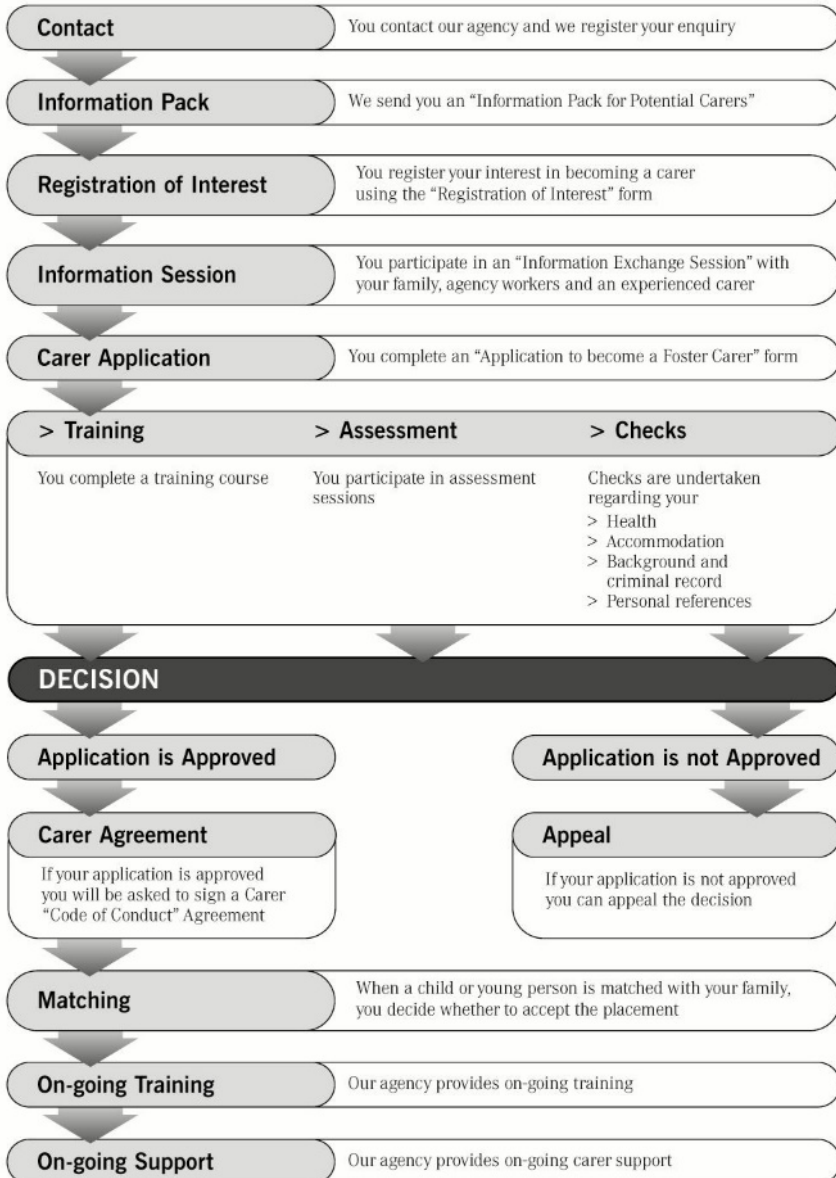 Contact
You contact our agency and we register your enquiry
Information Pack
We send you an “Information Pack for Potential Carers”
Registration of Interest
You register your interest in becoming a carer
using the “Registration of Interest” form
Information Session
You participate in an “Information Exchange Session” with
your family, agency workers and an experienced carer
Carer Application
You complete an “Application to become a Foster Carer” form
> Training
You complete a training course
> Assessment
You participate in assessment
sessions
> Checks
Checks are undertaken
regarding your
> Health
> Accommodation
> Background and
criminal record
> Personal references
DECISION
Application is Approved
Carer Agreement
If your application is approved
you will be asked to sign a Carer
“Code of Conduct” Agreement
Application is not Approved
Appeal
If your application is not approved
you can appeal the decision
Matching
When a child or young person is matched with your family,
you decide whether to accept the placement
On-going Training
Our agency provides on-going training
On-going Support
Our agency provides on-going carer support